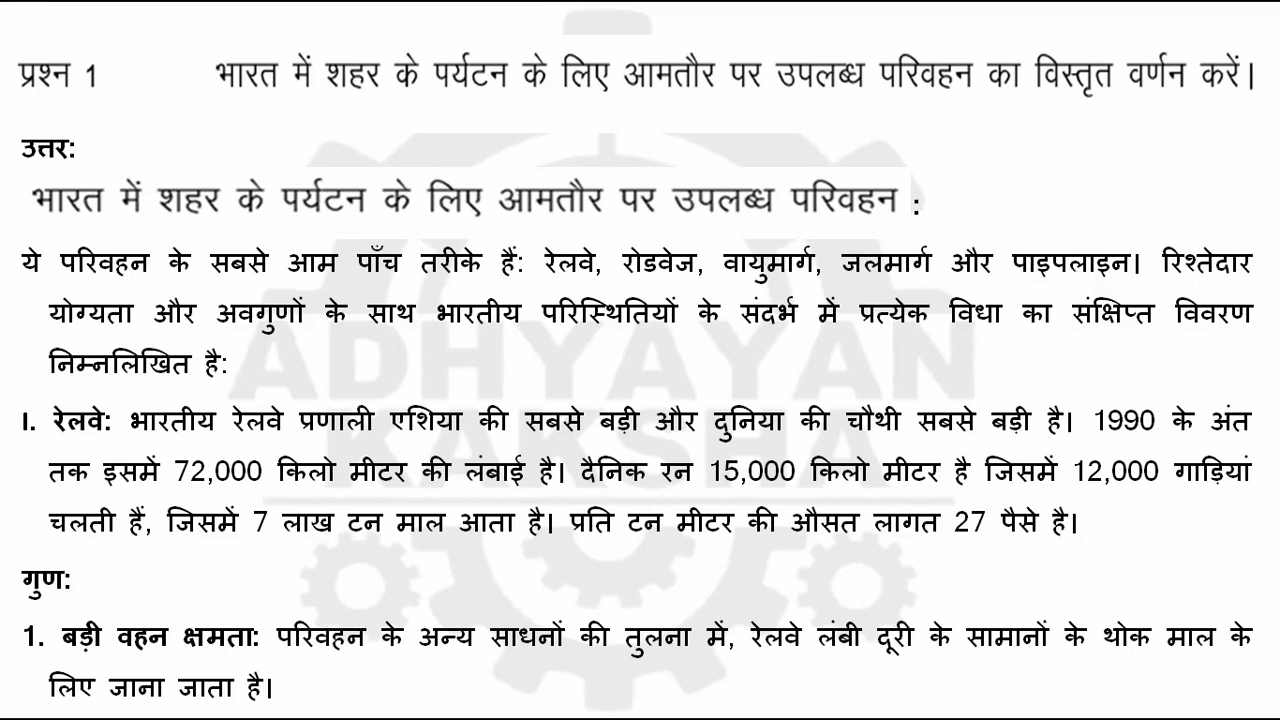 प्रश्न 1 भारत में शहर के पर्यटन के लिए आमतौर पर उपलब्ध परिवहन का विस्तृत वर्णन करें।
उत्तर:
भारत में शहर के पर्यटन के लिए आमतौर पर उपलब्ध परिवहन :
ये परिवहन के सबसे आम पाँच तरीके हैं: रेलवे, रोडवेज, वायुमार्ग, जलमार्ग और पाइपलाइन। रिश्तेदार
योग्यता और अवगुणों के साथ भारतीय परिस्थितियों के संदर्भ में प्रत्येक विधा का संक्षिप्त विवरण
निम्नलिखित है:
I. रेलवे: भारतीय रेलवे प्रणाली एशिया की सबसे बड़ी और दुनिया की चौथी सबसे बड़ी है। 1990 के अंत
तक इसमें 72,000 किलो मीटर की लंबाई है। दैनिक रन 15,000 किलो मीटर है जिसमें 12,000 गाड़ियां
चलती हैं, जिसमें 7 लाख टन माल आता है। प्रति टन मीटर की औसत लागत 27 पैसे है।
गुण:
1. बड़ी वहन क्षमता: परिवहन के अन्य साधनों की तुलना में, रेलवे लंबी दूरी के सामानों के थोक माल के
लिए जाना जाता है।
ADHYAYAN
KAKSHA